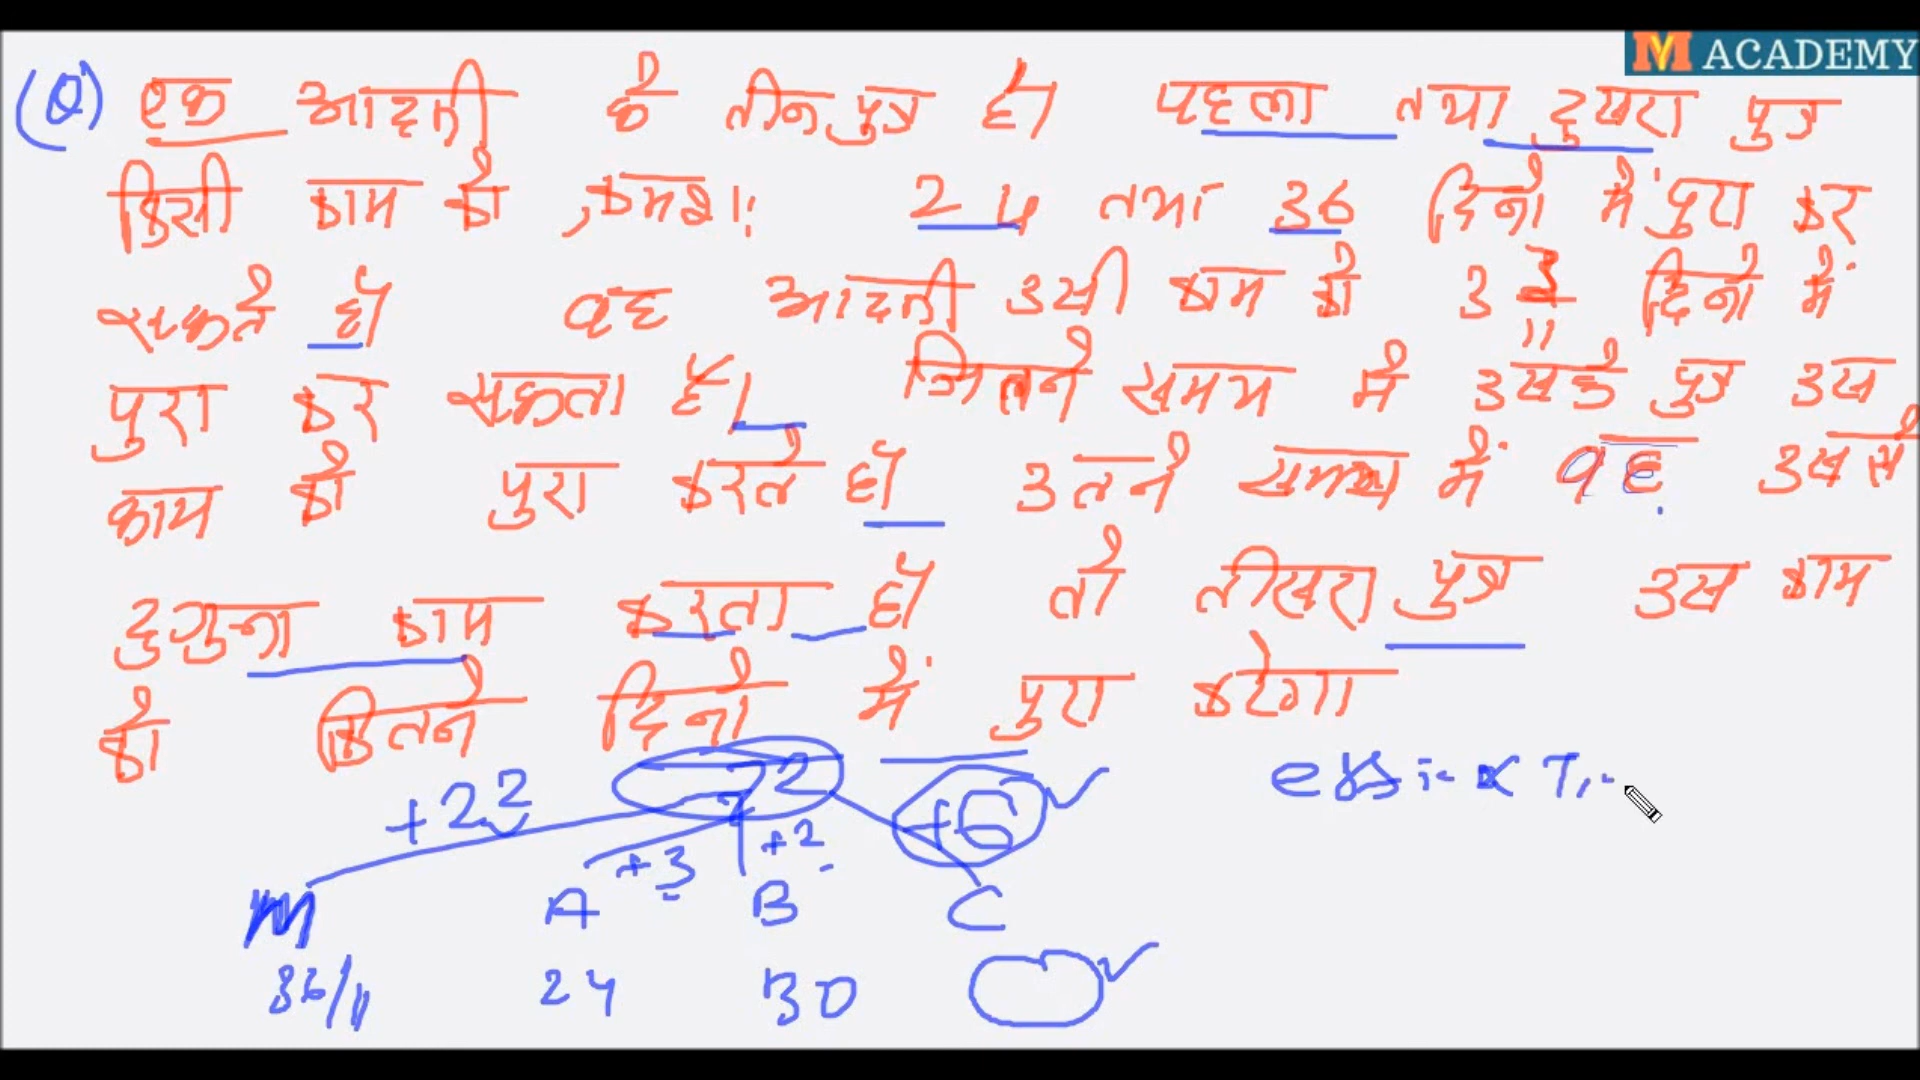 M ACADEMY
(Q) एक आदमी के तीन पुत्र है। पहला तथा दुसरा पुत्र
किसी काम को क्रमशः 24 तथा 36 दिनो में पुरा कर
सकते हो वह आदमी उसी काम को 3 3/11 दिनो में
पुरा कर सकता है। जितने समय मे उसके पुत्र उस
काम को पुरा करते हो उतने समय में वह उससे
दुगुना काम करता हो तो तीसरा पुत्र उस काम
को कितने दिनो में पुरा करेगा
72 effi- ∝ Ti-
+22 +3 +2 +6
M A B C
36/11 24 30